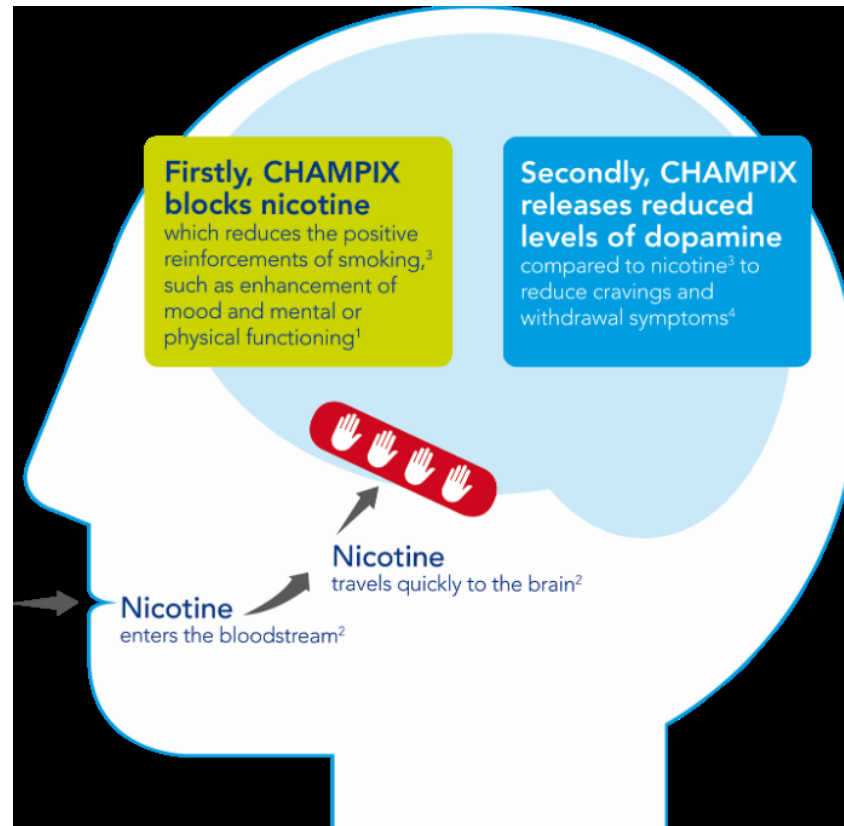 Firstly, CHAMPIX
blocks nicotine
which reduces the positive
reinforcements of smoking,³
such as enhancement of
mood and mental or
physical functioning¹
Secondly, CHAMPIX
releases reduced
levels of dopamine
compared to nicotine³ to
reduce cravings and
withdrawal symptoms⁴
Nicotine
travels quickly to the brain²
Nicotine
enters the bloodstream²